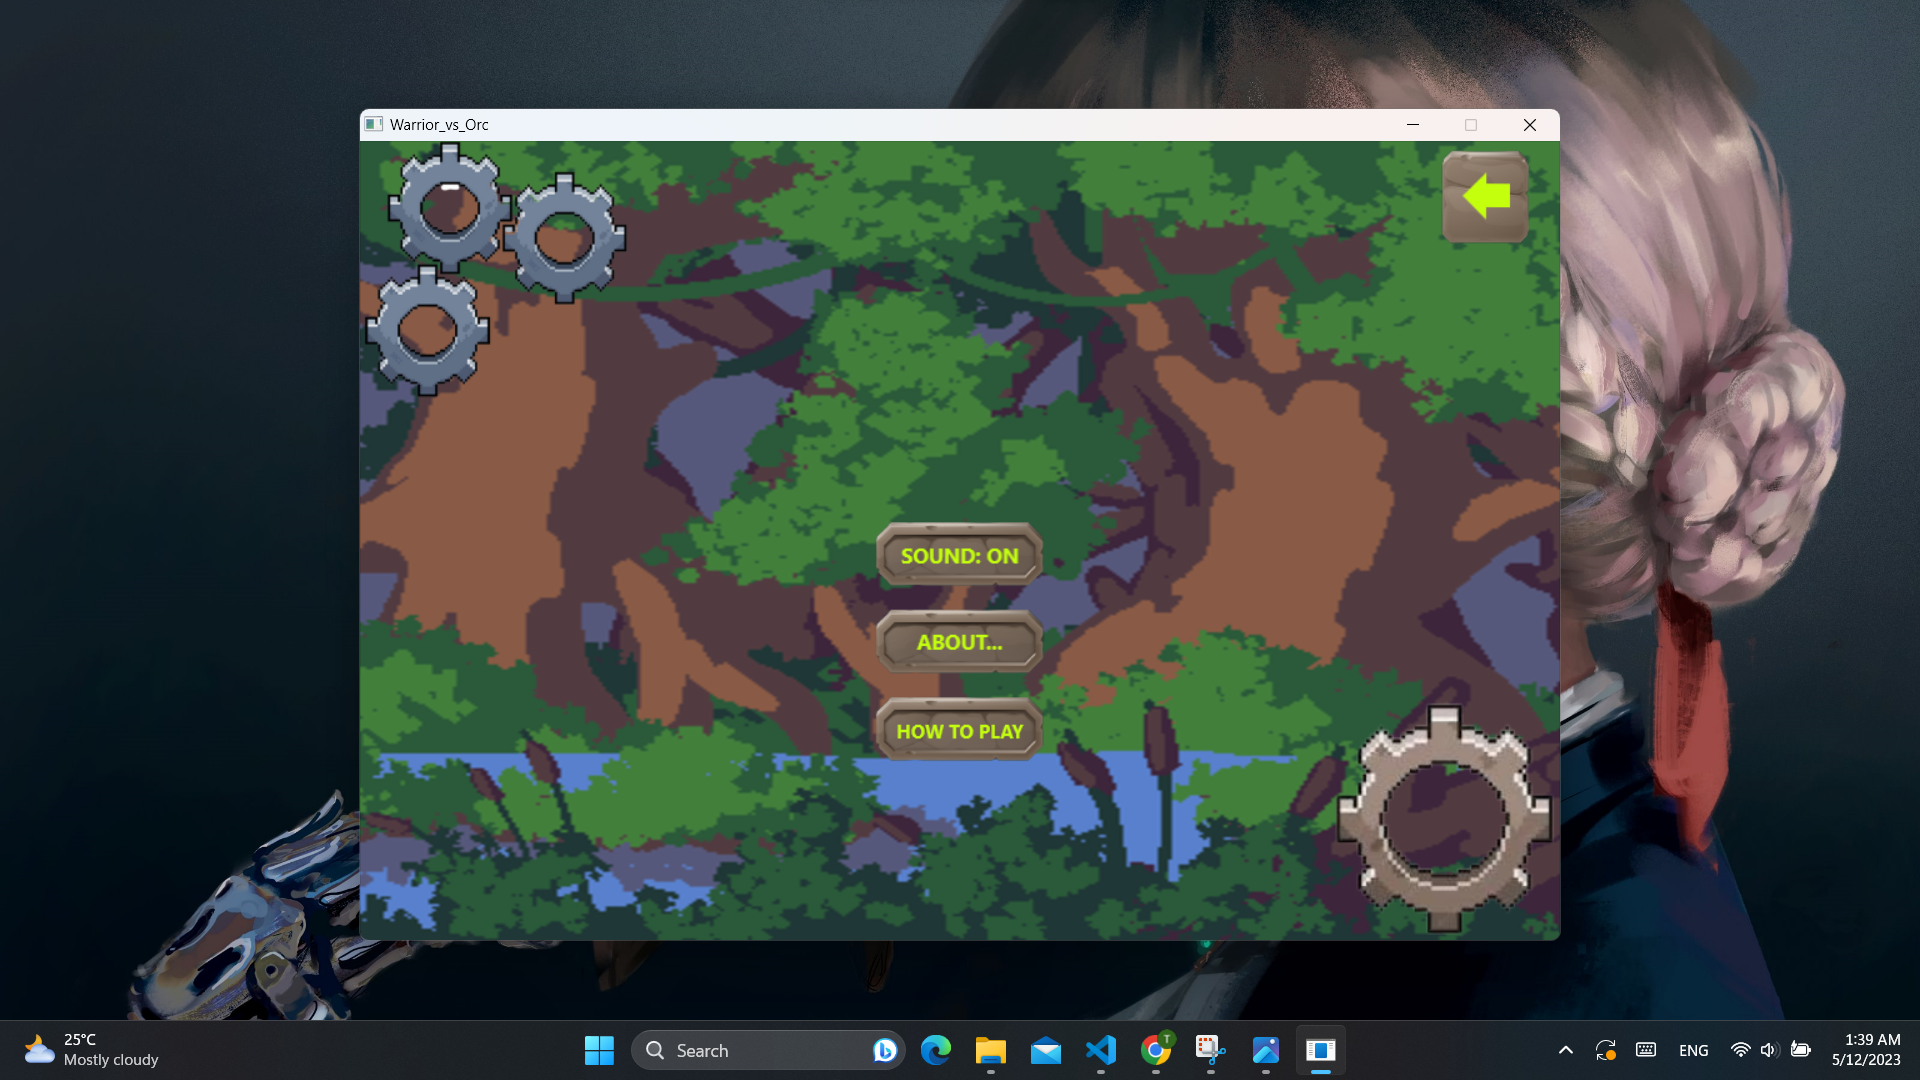 Warrior_vs_Orc
SOUND: ON
ABOUT...
HOW TO PLAY
25°C
Mostly cloudy
Search
T
ENG
1:39 AM
5/12/2023